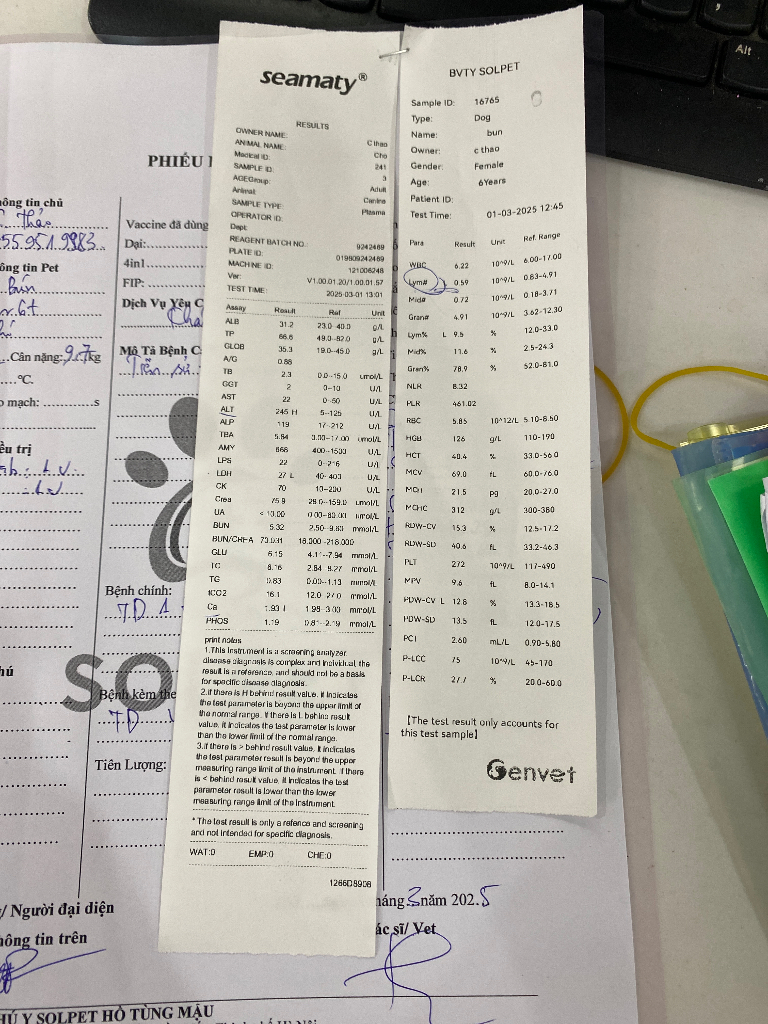 Alt
seamaty®
RESULTS
OWNER NAME:
ANIMAL NAME: C thao
Medical ID: Cho
SAMPLE ID: 241
AGEGroup: 3
Animal: Adult
SAMPLE TYPE: Canine
OPERATOR ID: Plasma
Dept:
REAGENT BATCH NO.
PLATE ID: 9242469
MACHINE ID: 019809242469
Ver: 121006248
V1.00.01.20/1.00.01.57
TEST TIME: 2025-03-01 13:01
Assay Result Ref Unit
ALB 31.2 23.0-40.0 g/L
TP 66.6 49.0-82.0 g/L
GLOB 35.3 19.0-45.0 g/L
A/G 0.88
TB 2.3 0.0-15.0 umol/L
GGT 2 0-10 U/L
AST 22 0-50 U/L
ALT 245 H 5-125 U/L
ALP 119 17-212 U/L
TBA 5.64 0.00-17.00 umol/L
AMY 668 400-1500 U/L
LPS 22 0-216 U/L
LDH 27 L 40-400 U/L
CK 70 10-200 U/L
Crea 75.9 28.0-159.0 umol/L
UA < 10.00 0.00-60.00 umol/L
BUN 5.32 2.50-9.60 mmol/L
BUN/CREA 70.031 16.000-218.000
GLU 6.15 4.11-7.94 mmol/L
TC 6.16 2.84-8.27 mmol/L
TG 0.83 0.00-1.13 mmol/L
tCO2 16.1 12.0-27.0 mmol/L
Ca 1.93 L 1.98-3.00 mmol/L
PHOS 1.19 0.81-2.19 mmol/L
print notes
1.This Instrument is a screening analyzer.
disease diagnosis is complex and individual, the
result is a reference, and should not be a basis
for specific disease diagnosis.
2.if there is H behind result value, it indicates
the test parameter is beyond the upper limit of
the normal range. If there is L behind result
value, it indicates the test parameter is lower
than the lower limit of the normal range.
3.if there is > behind result value, it indicates
the test parameter result is beyond the upper
measuring range limit of the instrument. If there
is < behind result value, it indicates the test
parameter result is lower than the lower
measuring range limit of the instrument.
* The test result is only a refence and screening
and not intended for specific diagnosis.
WAT:0 EMP:0 CHE:0
1266D8908
BVTY SOLPET
Sample ID: 16765
Type: Dog
Name: bun
Owner: c thao
Gender: Female
Age: 6Years
Patient ID:
Test Time: 01-03-2025 12:45
Para Result Unit Ref. Range
WBC 6.22 10^9/L 6.00-17.00
Lym# 0.59 10^9/L 0.83-4.91
Mid# 0.72 10^9/L 0.18-3.71
Gran# 4.91 10^9/L 3.62-12.30
Lym% L 9.5 % 12.0-33.0
Mid% 11.6 % 2.5-24.3
Gran% 78.9 % 52.0-81.0
NLR 8.32
PLR 461.02
RBC 5.85 10^12/L 5.10-8.50
HGB 126 g/L 110-190
HCT 40.4 % 33.0-56.0
MCV 69.0 fL 60.0-76.0
MCH 21.5 pg 20.0-27.0
MCHC 312 g/L 300-380
RDW-CV 15.3 % 12.5-17.2
RDW-SD 40.6 fL 33.2-46.3
PLT 272 10^9/L 117-490
MPV 9.6 fL 8.0-14.1
PDW-CV L 12.8 % 13.3-18.5
PDW-SD 13.5 fL 12.0-17.5
PCT 2.60 mL/L 0.90-5.80
P-LCC 75 10^9/L 45-170
P-LCR 27.7 % 20.0-60.0
【The test result only accounts for
this test sample】
Genvet
PHIẾU
ông tin chủ
Thảo
55.951.9983
ông tin Pet
Bún
Cân nặng: 9.7kg
°C.
mạch: s
ều trị
Vaccine đã dùng
Dại:
4in1
FIP:
Dịch Vụ Yêu C
Mô Tả Bệnh C
Tiền sử
Bệnh chính:
TD
SO
Bệnh kèm the
TD
Tiên Lượng:
/ Người đại diện
ông tin trên
háng 3 năm 2025
ác sĩ/ Vet
HÚ Y SOLPET HỒ TÙNG MẬU